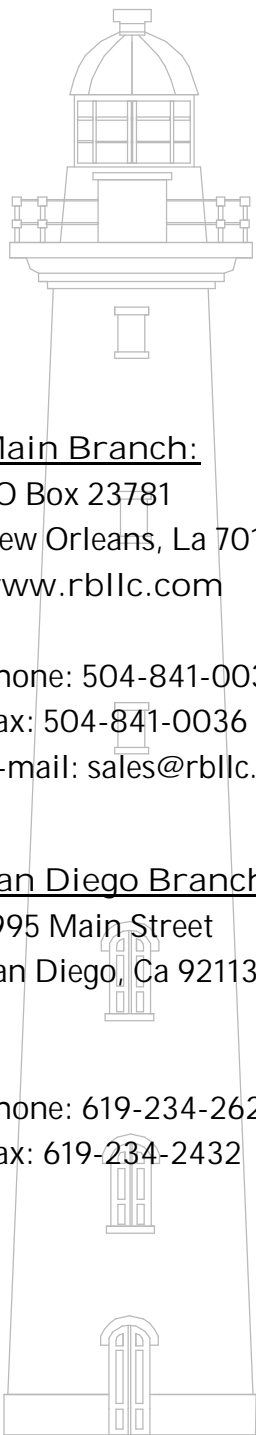 ain Branch:
O Box 23781
ew Orleans, La 701
ww.rbllc.com
hone: 504-841-003
ax: 504-841-0036
-mail: sales@rbllc.
an Diego Branch
995 Main Street
an Diego, Ca 92113
hone: 619-234-262
ax: 619-234-2432